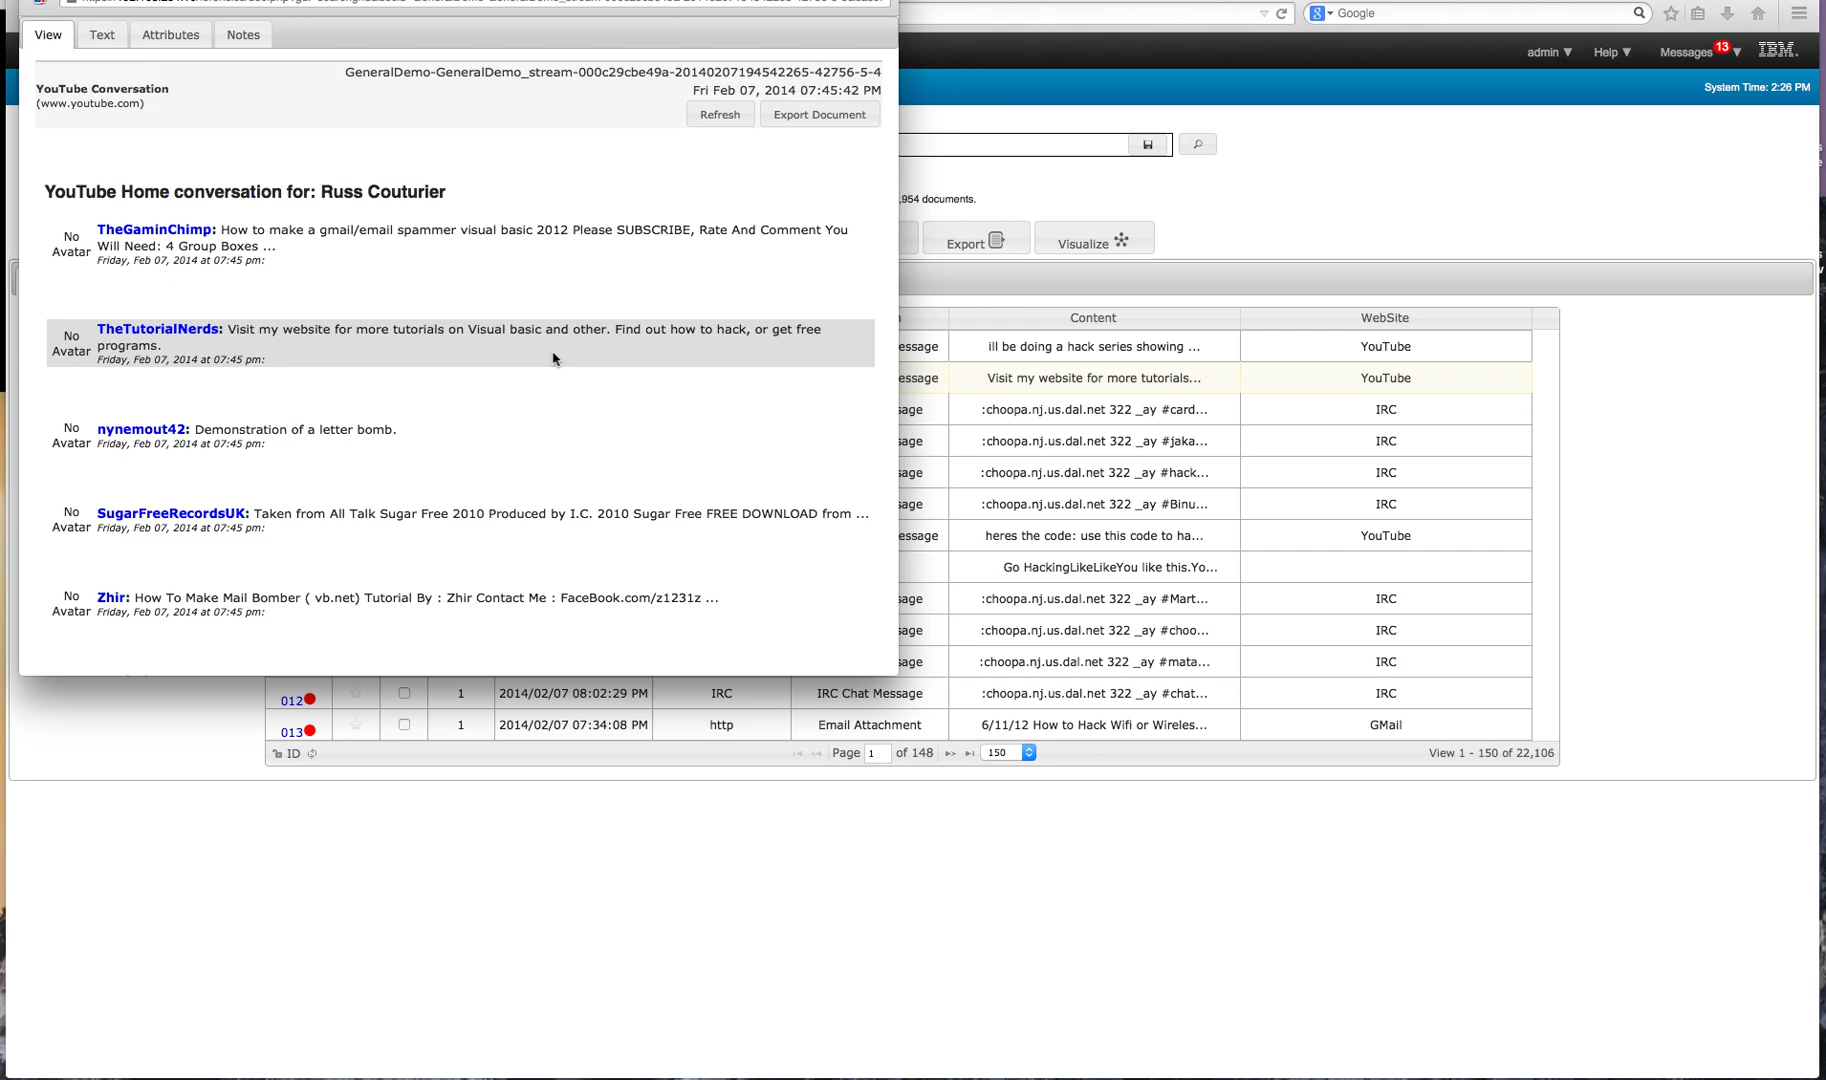 Google
admin ▼ Help ▼ Messages 13 ▼ IBM.
System Time: 2:26 PM
View Text Attributes Notes
GeneralDemo-GeneralDemo_stream-000c29cbe49a-20140207194542265-42756-5-4
YouTube Conversation
(www.youtube.com)
Fri Feb 07, 2014 07:45:42 PM
Refresh Export Document
YouTube Home conversation for: Russ Couturier
No Avatar
TheGaminChimp: How to make a gmail/email spammer visual basic 2012 Please SUBSCRIBE, Rate And Comment You
Will Need: 4 Group Boxes ...
Friday, Feb 07, 2014 at 07:45 pm:
No Avatar
TheTutorialNerds: Visit my website for more tutorials on Visual basic and other. Find out how to hack, or get free
programs.
Friday, Feb 07, 2014 at 07:45 pm:
No Avatar
nynemout42: Demonstration of a letter bomb.
Friday, Feb 07, 2014 at 07:45 pm:
No Avatar
SugarFreeRecordsUK: Taken from All Talk Sugar Free 2010 Produced by I.C. 2010 Sugar Free FREE DOWNLOAD from ...
Friday, Feb 07, 2014 at 07:45 pm:
No Avatar
Zhir: How To Make Mail Bomber ( vb.net) Tutorial By : Zhir Contact Me : FaceBook.com/z1231z ...
Friday, Feb 07, 2014 at 07:45 pm:
,954 documents.
Export Visualize
Content WebSite
essage ill be doing a hack series showing ... YouTube
essage Visit my website for more tutorials... YouTube
sage :choopa.nj.us.dal.net 322 _ay #card... IRC
sage :choopa.nj.us.dal.net 322 _ay #jaka... IRC
sage :choopa.nj.us.dal.net 322 _ay #hack... IRC
sage :choopa.nj.us.dal.net 322 _ay #Binu... IRC
essage heres the code: use this code to ha... YouTube
Go HackingLikeLikeYou like this.Yo...
sage :choopa.nj.us.dal.net 322 _ay #Mart... IRC
sage :choopa.nj.us.dal.net 322 _ay #choo... IRC
sage :choopa.nj.us.dal.net 322 _ay #mata... IRC
012 1 2014/02/07 08:02:29 PM IRC IRC Chat Message :choopa.nj.us.dal.net 322 _ay #chat... IRC
013 1 2014/02/07 07:34:08 PM http Email Attachment 6/11/12 How to Hack Wifi or Wireles... GMail
ID Page 1 of 148 150 View 1 - 150 of 22,106